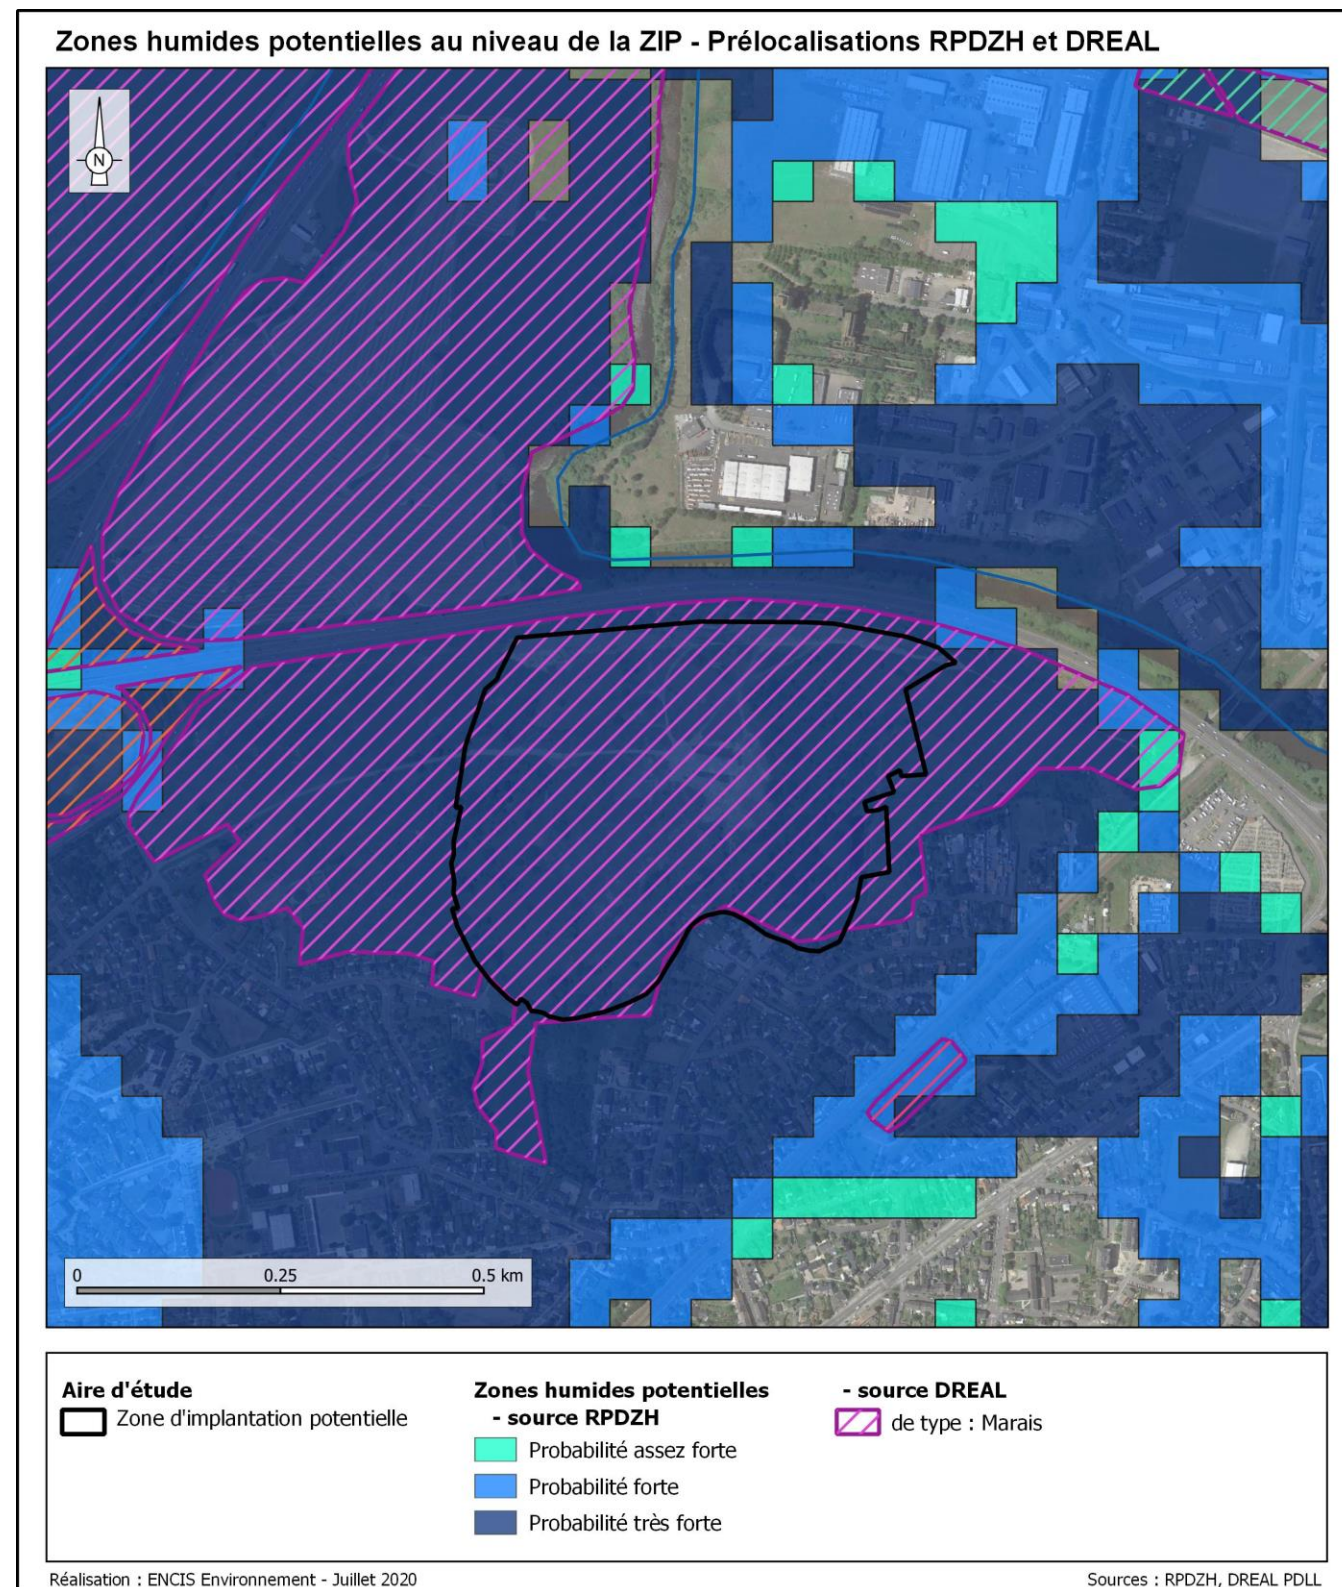 Zones humides potentielles au niveau de la ZIP - Prélocalisations RPDZH et DREAL
N
0 0.25 0.5 km
Aire d'étude
Zone d'implantation potentielle
Zones humides potentielles
- source RPDZH
Probabilité assez forte
Probabilité forte
Probabilité très forte
- source DREAL
de type : Marais
Réalisation : ENCIS Environnement - Juillet 2020
Sources : RPDZH, DREAL PDLL